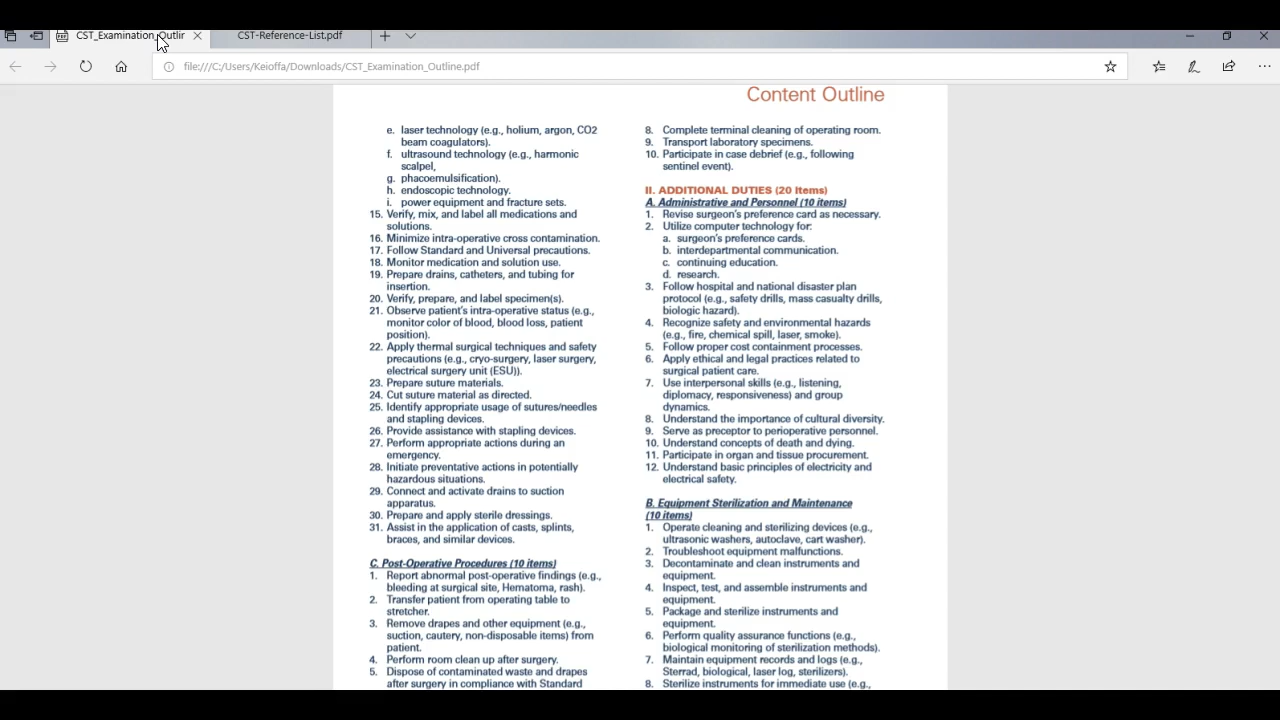 CST_Examination_Outlir
CST-Reference-List.pdf
file:///C:/Users/Keioffa/Downloads/CST_Examination_Outline.pdf
Content Outline
e. laser technology (e.g., holium, argon, CO2
beam coagulators).
f. ultrasound technology (e.g., harmonic
scalpel,
g. phacoemulsification).
h. endoscopic technology.
i. power equipment and fracture sets.
15. Verify, mix, and label all medications and
solutions.
16. Minimize intra-operative cross contamination.
17. Follow Standard and Universal precautions.
18. Monitor medication and solution use.
19. Prepare drains, catheters, and tubing for
insertion.
20. Verify, prepare, and label specimen(s).
21. Observe patient's intra-operative status (e.g.,
monitor color of blood, blood loss, patient
position).
22. Apply thermal surgical techniques and safety
precautions (e.g., cryo-surgery, laser surgery,
electrical surgery unit (ESU)).
23. Prepare suture materials.
24. Cut suture material as directed.
25. Identify appropriate usage of sutures/needles
and stapling devices.
26. Provide assistance with stapling devices.
27. Perform appropriate actions during an
emergency.
28. Initiate preventative actions in potentially
hazardous situations.
29. Connect and activate drains to suction
apparatus.
30. Prepare and apply sterile dressings.
31. Assist in the application of casts, splints,
braces, and similar devices.
C. Post-Operative Procedures (10 items)
1. Report abnormal post-operative findings (e.g.,
bleeding at surgical site, Hematoma, rash).
2. Transfer patient from operating table to
stretcher.
3. Remove drapes and other equipment (e.g.,
suction, cautery, non-disposable items) from
patient.
4. Perform room clean up after surgery.
5. Dispose of contaminated waste and drapes
after surgery in compliance with Standard
8. Complete terminal cleaning of operating room.
9. Transport laboratory specimens.
10. Participate in case debrief (e.g., following
sentinel event).
II. ADDITIONAL DUTIES (20 Items)
A. Administrative and Personnel (10 items)
1. Revise surgeon's preference card as necessary.
2. Utilize computer technology for:
a. surgeon's preference cards.
b. interdepartmental communication.
c. continuing education.
d. research.
3. Follow hospital and national disaster plan
protocol (e.g., safety drills, mass casualty drills,
biologic hazard).
4. Recognize safety and environmental hazards
(e.g., fire, chemical spill, laser, smoke).
5. Follow proper cost containment processes.
6. Apply ethical and legal practices related to
surgical patient care.
7. Use interpersonal skills (e.g., listening,
diplomacy, responsiveness) and group
dynamics.
8. Understand the importance of cultural diversity.
9. Serve as preceptor to perioperative personnel.
10. Understand concepts of death and dying.
11. Participate in organ and tissue procurement.
12. Understand basic principles of electricity and
electrical safety.
B. Equipment Sterilization and Maintenance
(10 items)
1. Operate cleaning and sterilizing devices (e.g.,
ultrasonic washers, autoclave, cart washer).
2. Troubleshoot equipment malfunctions.
3. Decontaminate and clean instruments and
equipment.
4. Inspect, test, and assemble instruments and
equipment.
5. Package and sterilize instruments and
equipment.
6. Perform quality assurance functions (e.g.,
biological monitoring of sterilization methods).
7. Maintain equipment records and logs (e.g.,
Sterrad, biological, laser log, sterilizers).
8. Sterilize instruments for immediate use (e.g.,